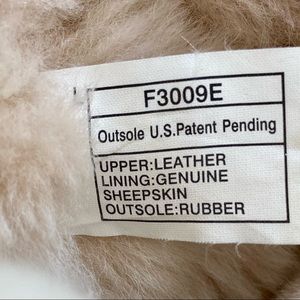 F3009E
Outsole U.S.Patent Pending
UPPER:LEATHER
LINING:GENUINE
SHEEPSKIN
OUTSOLE:RUBBER